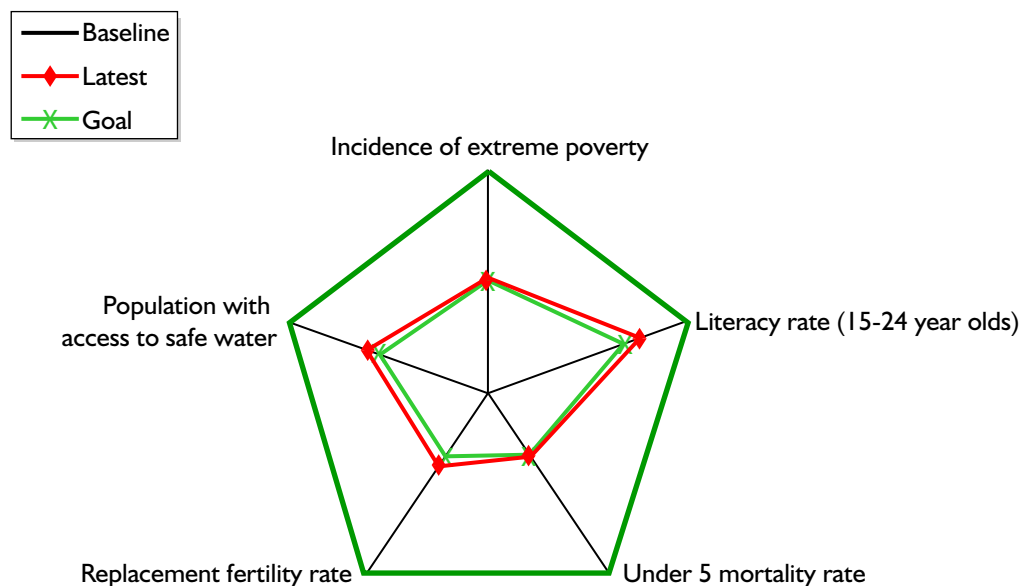 Baseline
Latest
Goal
Incidence of extreme poverty
Population with
access to safe water
Literacy rate (15-24 year olds)
Replacement fertility rate
Under 5 mortality rate